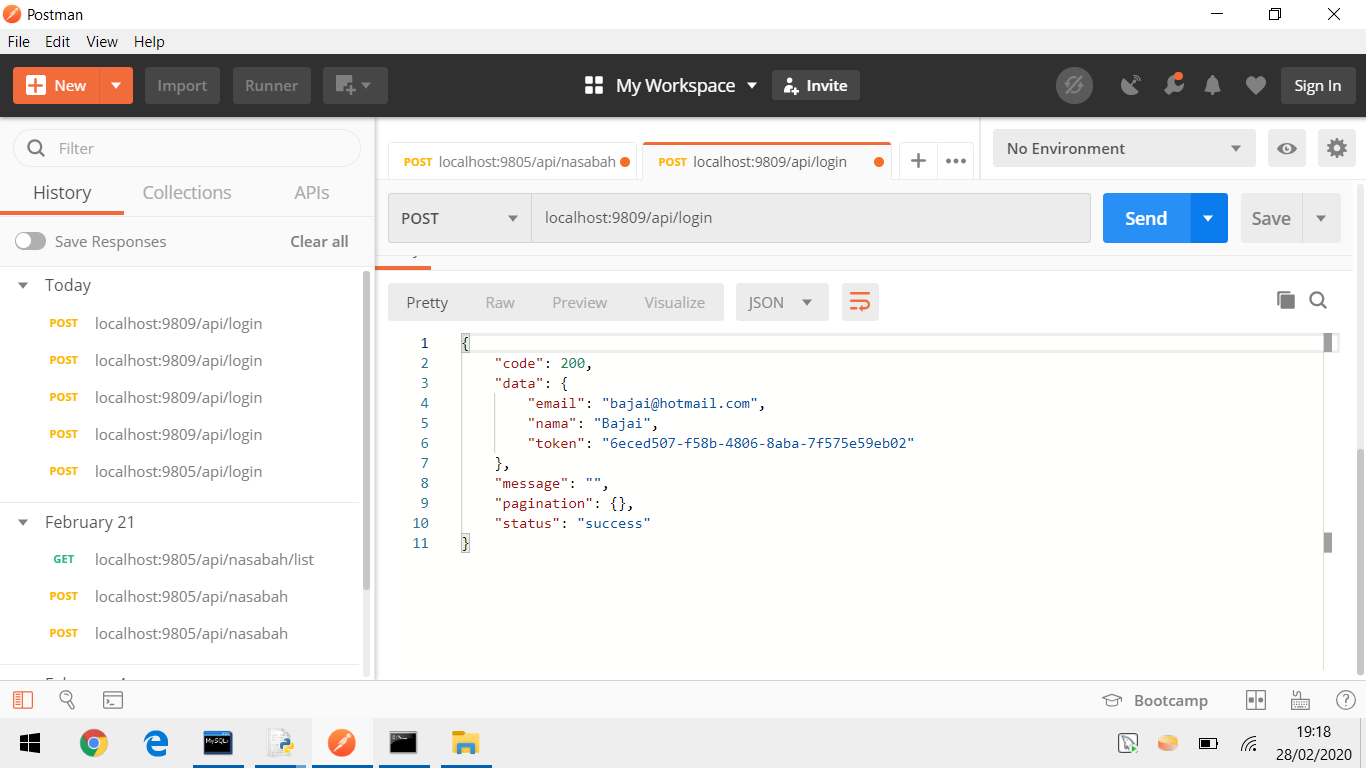 Postman
File Edit View Help
New Import Runner My Workspace Invite Sign In
Filter
History Collections APIs
Save Responses Clear all
Today
POST localhost:9809/api/login
POST localhost:9809/api/login
POST localhost:9809/api/login
POST localhost:9809/api/login
POST localhost:9805/api/login
February 21
GET localhost:9805/api/nasabah/list
POST localhost:9805/api/nasabah
POST localhost:9805/api/nasabah
POST localhost:9805/api/nasabah POST localhost:9809/api/login + ••• No Environment
POST localhost:9809/api/login Send Save
Pretty Raw Preview Visualize JSON
1 {
2 "code": 200,
3 "data": {
4 "email": "bajai@hotmail.com",
5 "nama": "Bajai",
6 "token": "6eced507-f58b-4806-8aba-7f575e59eb02"
7 },
8 "message": "",
9 "pagination": {},
10 "status": "success"
11 }
Bootcamp
19:18
28/02/2020